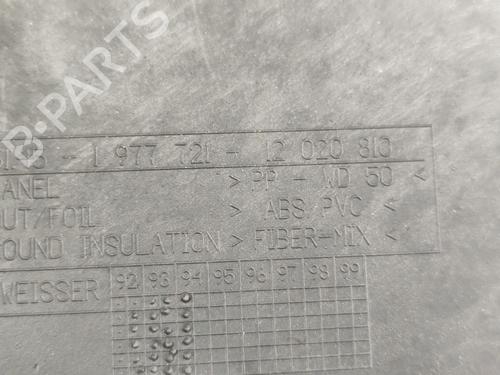 1 977 721 - 12 020 810
ANEL > PP - WD 50 <
UT/FOIL > ABS/PVC <
OUND INSULATION > FIBER-MIX <
WEISSER 92 93 94 95 96 97 98 99
B-PARTS